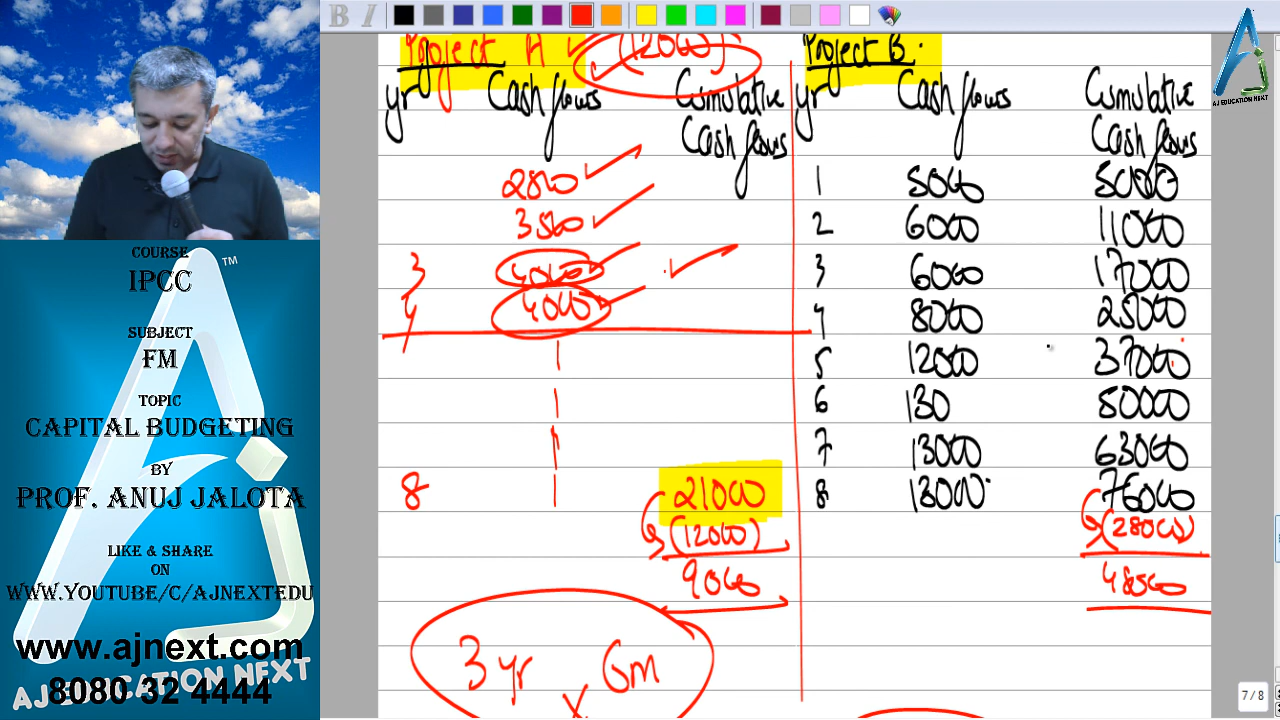 B I
Project A (12000)
Project B.
yr Cash flows Cumulative
Cash flows
yr Cash flows Cumulative
Cash flows
2800
3500
3 4000
4 4000
8 21000
(12000)
9000
3 yr 6m
1 5000 5000
2 6000 11000
3 6000 17000
4 8000 25000
5 12000 37000
6 130 50000
7 13000 63000
8 13000 76000
(28000)
48000
AJ EDUCATION NEXT
COURSE
IPCC
SUBJECT
FM
TOPIC
CAPITAL BUDGETING
BY
PROF. ANUJ JALOTA
LIKE & SHARE
ON
WWW.YOUTUBE/C/AJNEXTEDU
www.ajnext.com
8080 32 4444
AJ EDUCATION NEXT
TM
7/8